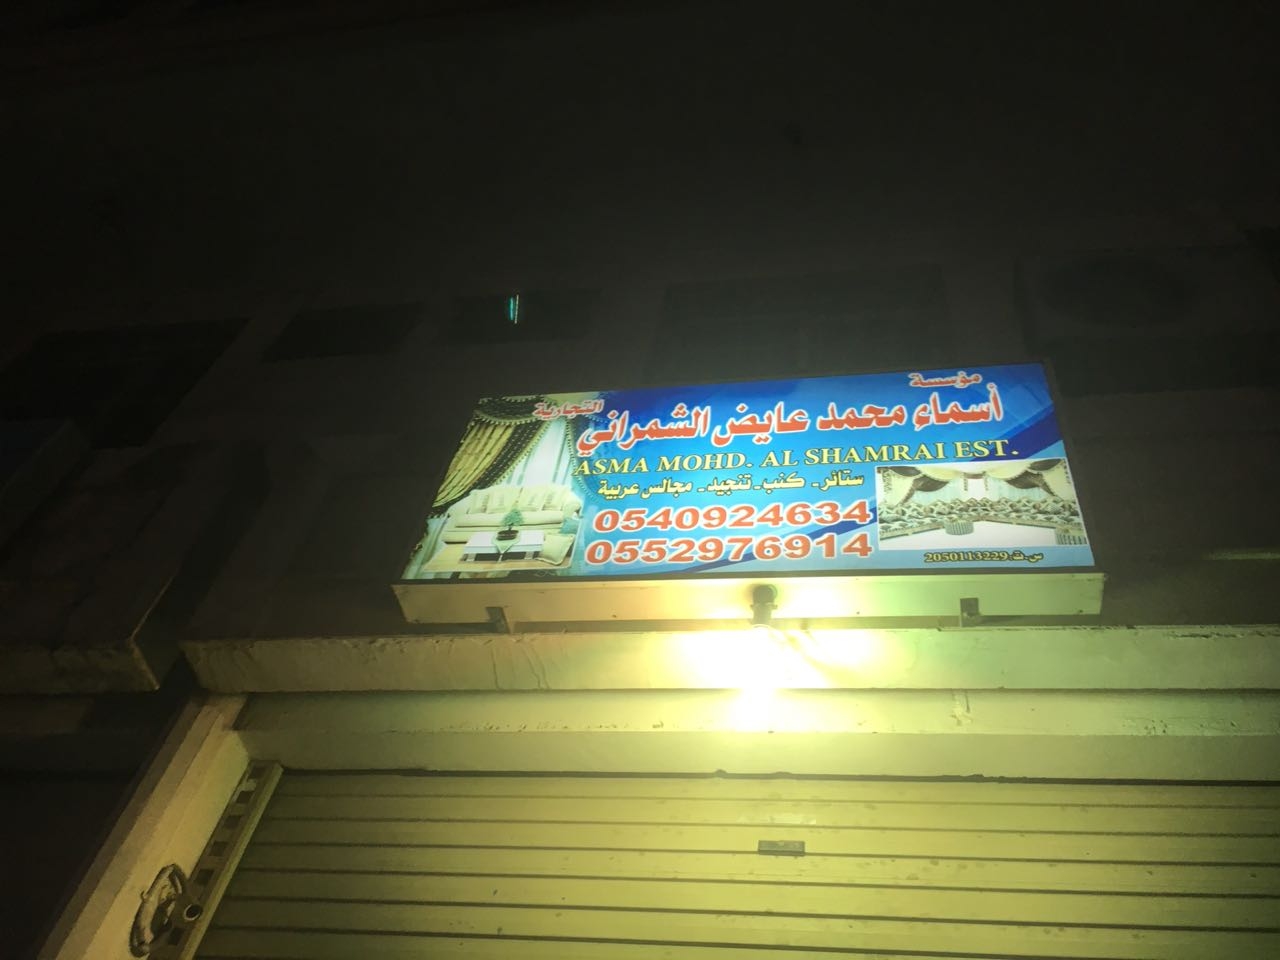 مؤسسة
أسماء محمد عايض الشمراني
التجارية
ASMA MOHD. AL SHAMRAI EST.
ستائر - كنب - تنجيد - مجالس عربية
0540924634
0552976914
س.ت.2050113229